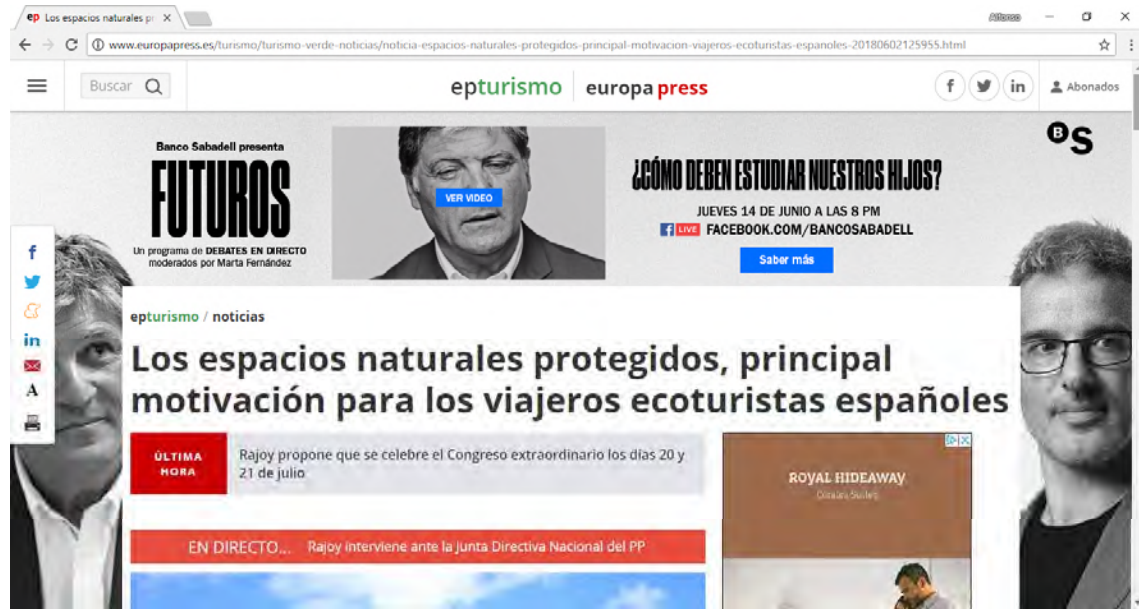 ep Los espacios naturales pr
Alfonso
www.europapress.es/turismo/turismo-verde-noticias/noticia-espacios-naturales-protegidos-principal-motivacion-viajeros-ecoturistas-espanoles-20180602125955.html
Buscar
epturismo
europa press
Abonados
Banco Sabadell presenta
FUTUROS
Un programa de DEBATES EN DIRECTO
moderados por Marta Fernández
VER VIDEO
¿CÓMO DEBEN ESTUDIAR NUESTROS HIJOS?
JUEVES 14 DE JUNIO A LAS 8 PM
f LIVE FACEBOOK.COM/BANCOSABADELL
Saber más
BS
epturismo / noticias
Los espacios naturales protegidos, principal
motivación para los viajeros ecoturistas españoles
ÚLTIMA
HORA
Rajoy propone que se celebre el Congreso extraordinario los días 20 y
21 de julio
EN DIRECTO... Rajoy interviene ante la Junta Directiva Nacional del PP
ROYAL HIDEAWAY